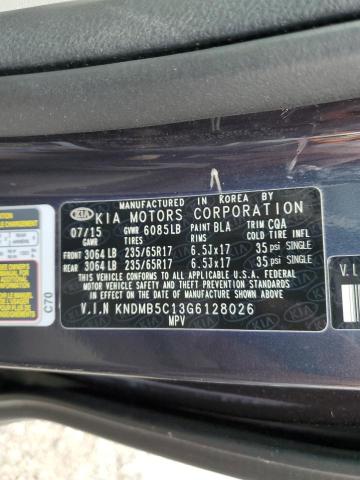 MANUFACTURED IN KOREA BY
KIA KIA MOTORS CORPORATION
07/15 GVWR 6085LB PAINT BLA TRIM CQA
GAWR TIRES RIMS
FRONT 3064 LB 235/65R17 6.5Jx17 35 psi SINGLE
REAR 3064 LB 235/65R17 6.5Jx17 35 psi SINGLE
THIS VEHICLE CONFORMS TO ALL APPLICABLE U.S.A. FEDERAL
MOTOR VEHICLE SAFETY, BUMPER, AND THEFT PREVENTION
STANDARDS IN EFFECT ON THE DATE OF MANUFACTURE
SHOWN ABOVE.
V.I.N KNDMB5C13G6128026
MPV
C70
V.I